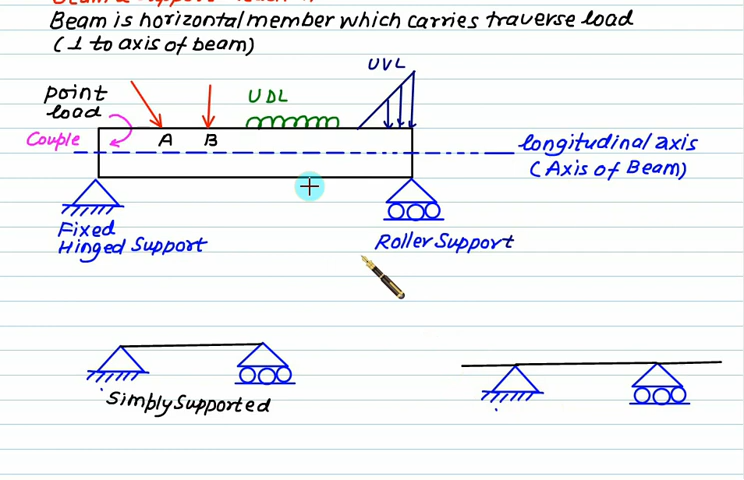 Beam is horizontal member which carries traverse load
(⊥ to axis of beam)
UVL
point
load
UDL
Couple
A
B
longitudinal axis
(Axis of Beam)
Fixed
Hinged Support
Roller Support
Simply Supported